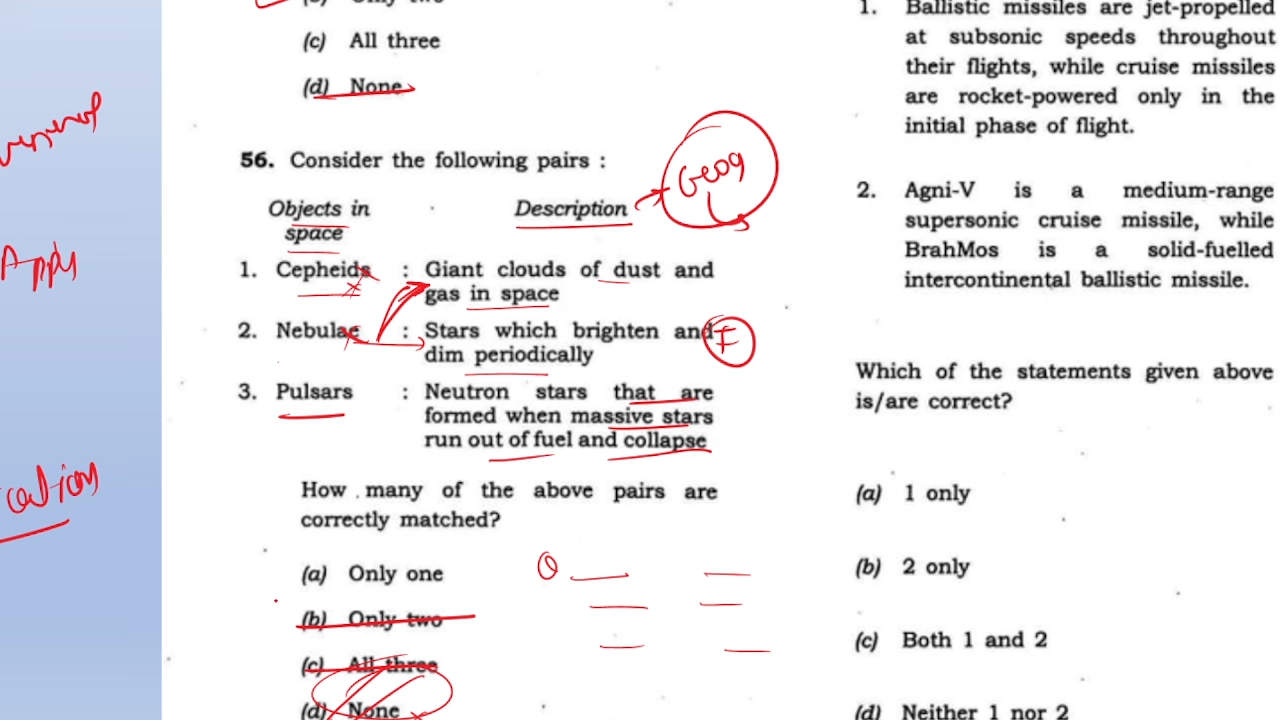 (c) All three
(d) None
56. Consider the following pairs :
Objects in space
Description
1. Cepheids : Giant clouds of dust and
gas in space
2. Nebulae : Stars which brighten and
dim periodically
3. Pulsars : Neutron stars that are
formed when massive stars
run out of fuel and collapse
How many of the above pairs are
correctly matched?
(a) Only one
(b) Only two
(c) All three
(d) None
Geog
1. Ballistic missiles are jet-propelled
at subsonic speeds throughout
their flights, while cruise missiles
are rocket-powered only in the
initial phase of flight.
2. Agni-V is a medium-range
supersonic cruise missile, while
BrahMos is a solid-fuelled
intercontinental ballistic missile.
Which of the statements given above
is/are correct?
(a) 1 only
(b) 2 only
(c) Both 1 and 2
(d) Neither 1 nor 2